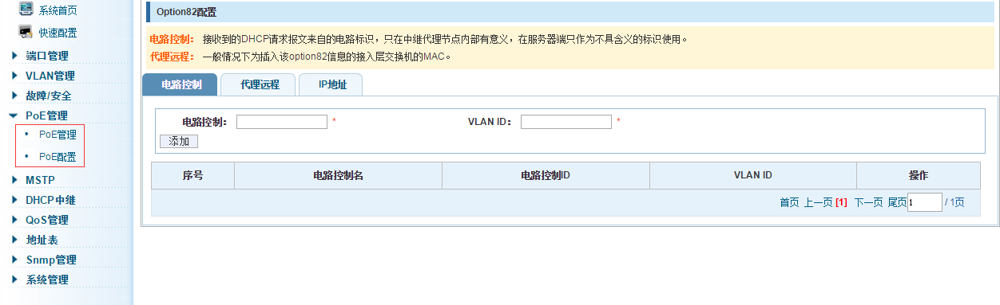 系统首页
快速配置
端口管理
VLAN管理
故障/安全
PoE管理
PoE管理
PoE配置
MSTP
DHCP中继
QoS管理
地址表
Snmp管理
系统管理
Option82配置
电路控制： 接收到的DHCP请求报文来自的电路标识，只在中继代理节点内部有意义，在服务器端只作为不具含义的标识使用。
代理远程： 一般情况下为插入该option82信息的接入层交换机的MAC。
电路控制 代理远程 IP地址
电路控制： * VLAN ID： *
添加
序号 电路控制名 电路控制ID VLAN ID 操作
首页 上一页 [1] 下一页 尾页 1 / 1页